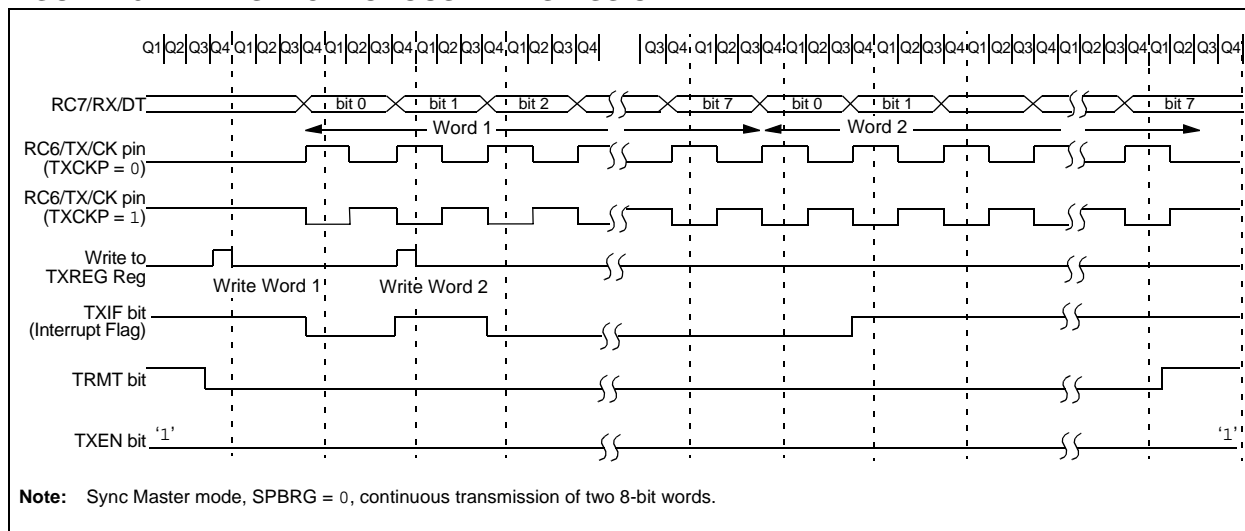 Q1 Q2 Q3 Q4 Q1 Q2 Q3 Q4 Q1 Q2 Q3 Q4 Q1 Q2 Q3 Q4 Q1 Q2 Q3 Q4 Q3 Q4 Q1 Q2 Q3 Q4 Q1 Q2 Q3 Q4 Q1 Q2 Q3 Q4 Q1 Q2 Q3 Q4 Q1 Q2 Q3 Q4 Q1 Q2 Q3 Q4
RC7/RX/DT bit 0 bit 1 bit 2 bit 7 bit 0 bit 1 bit 7
Word 1 Word 2
RC6/TX/CK pin
(TXCKP = 0)
RC6/TX/CK pin
(TXCKP = 1)
Write to
TXREG Reg
Write Word 1 Write Word 2
TXIF bit
(Interrupt Flag)
TRMT bit
TXEN bit '1' '1'
Note: Sync Master mode, SPBRG = 0, continuous transmission of two 8-bit words.